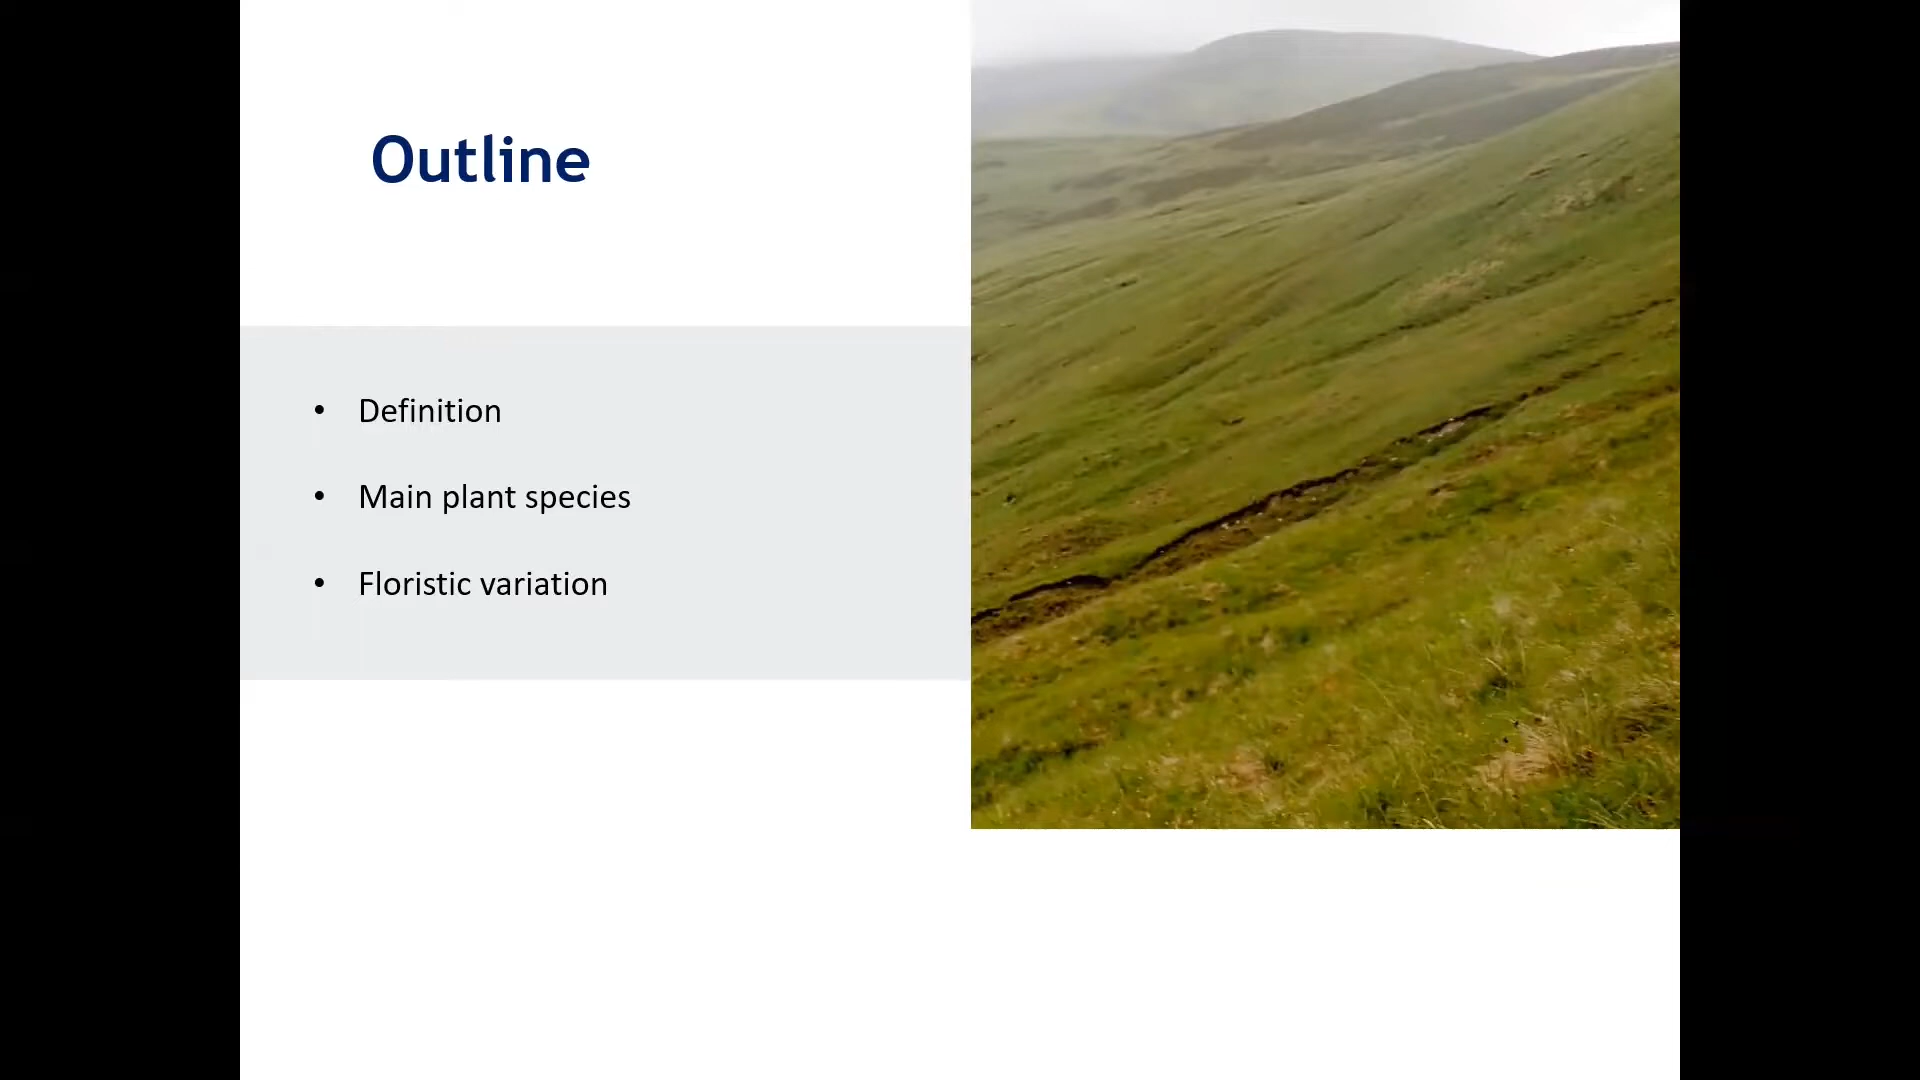 Outline
• Definition
• Main plant species
• Floristic variation